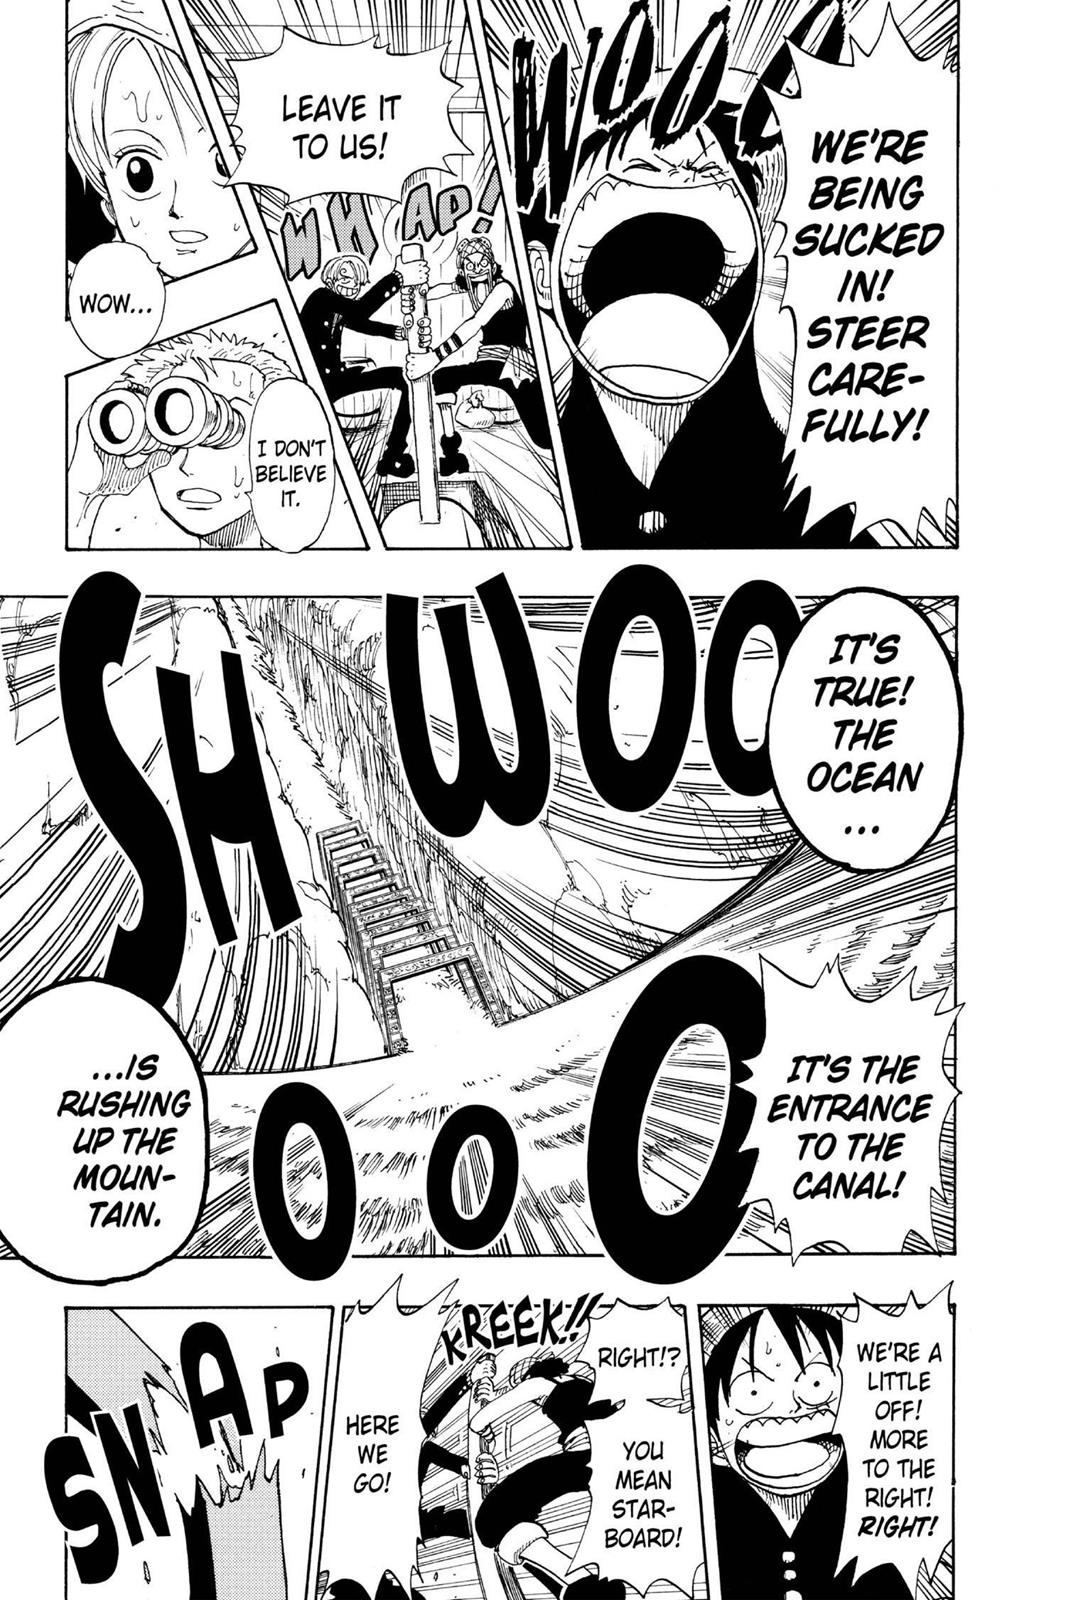 WOOO
WE'RE
BEING
SUCKED
IN!
STEER
CARE-
FULLY!
LEAVE IT
TO US!
WHAP!
WOW...
I DON'T
BELIEVE
IT.
SHWOOOOO
IT'S
TRUE!
THE
OCEAN
...
IT'S THE
ENTRANCE
TO THE
CANAL!
...IS
RUSHING
UP THE
MOUN-
TAIN.
WE'RE A
LITTLE
OFF!
MORE
TO THE
RIGHT!
RIGHT!
RIGHT!?
YOU
MEAN
STAR-
BOARD!
KREEK!!
HERE
WE
GO!
SNAP